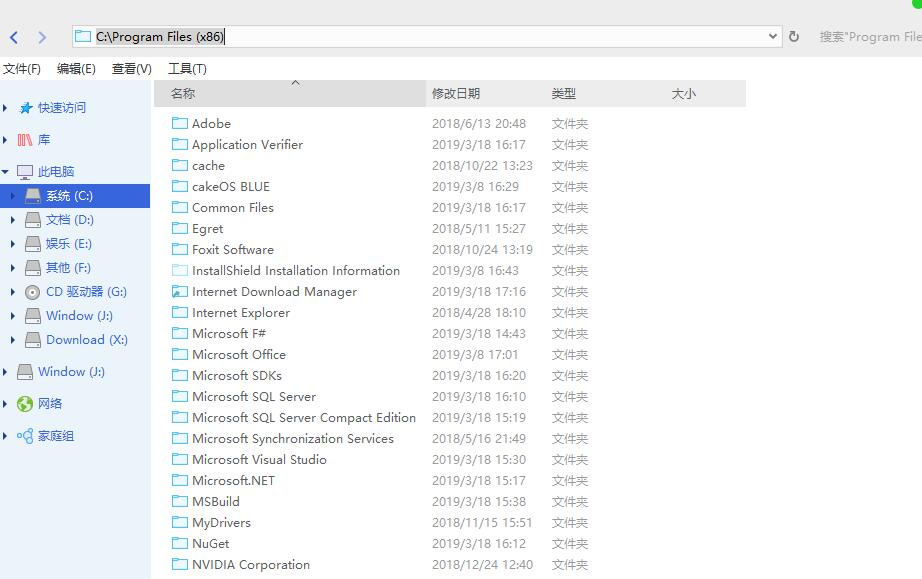 C:\Program Files (x86)
搜索"Program File
文件(F) 编辑(E) 查看(V) 工具(T)
名称 修改日期 类型 大小
快速访问
库
此电脑
系统 (C:)
文档 (D:)
娱乐 (E:)
其他 (F:)
CD 驱动器 (G:)
Window (J:)
Download (X:)
Window (J:)
网络
家庭组
Adobe 2018/6/13 20:48 文件夹
Application Verifier 2019/3/18 16:17 文件夹
cache 2018/10/22 13:23 文件夹
cakeOS BLUE 2019/3/8 16:29 文件夹
Common Files 2019/3/18 16:17 文件夹
Egret 2018/5/11 15:27 文件夹
Foxit Software 2018/10/24 13:19 文件夹
InstallShield Installation Information 2019/3/8 16:43 文件夹
Internet Download Manager 2019/3/18 17:16 文件夹
Internet Explorer 2018/4/28 18:10 文件夹
Microsoft F# 2019/3/18 14:43 文件夹
Microsoft Office 2019/3/8 17:01 文件夹
Microsoft SDKs 2019/3/18 16:20 文件夹
Microsoft SQL Server 2019/3/18 16:10 文件夹
Microsoft SQL Server Compact Edition 2019/3/18 15:19 文件夹
Microsoft Synchronization Services 2018/5/16 21:49 文件夹
Microsoft Visual Studio 2019/3/18 15:30 文件夹
Microsoft.NET 2019/3/18 15:17 文件夹
MSBuild 2019/3/18 15:38 文件夹
MyDrivers 2018/11/15 15:51 文件夹
NuGet 2019/3/18 16:12 文件夹
NVIDIA Corporation 2018/12/24 12:40 文件夹